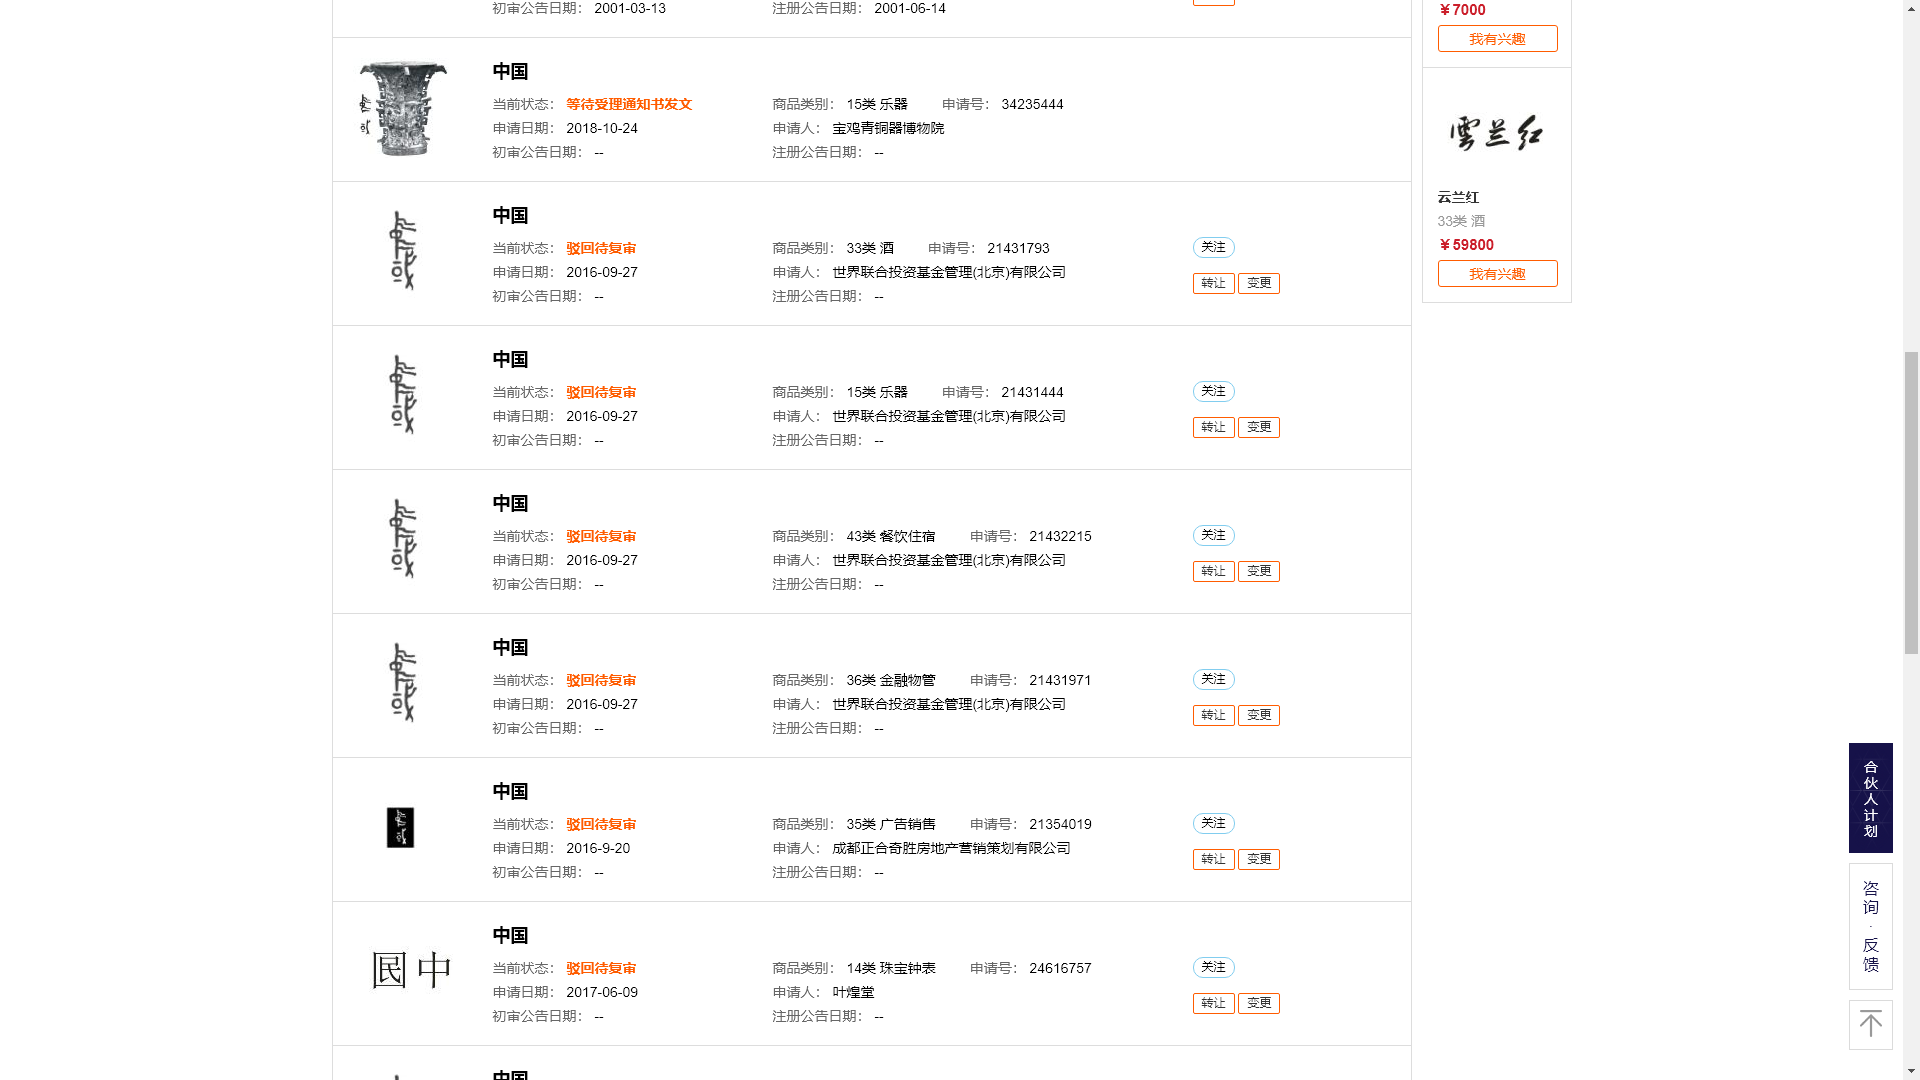 初审公告日期： 2001-03-13 注册公告日期： 2001-06-14
中国
当前状态： 等待受理通知书发文 商品类别： 15类 乐器 申请号： 34235444
申请日期： 2018-10-24 申请人： 宝鸡青铜器博物院
初审公告日期： -- 注册公告日期： --
中国
当前状态： 驳回待复审 商品类别： 33类 酒 申请号： 21431793 关注
申请日期： 2016-09-27 申请人： 世界联合投资基金管理(北京)有限公司 转让 变更
初审公告日期： -- 注册公告日期： --
中国
当前状态： 驳回待复审 商品类别： 15类 乐器 申请号： 21431444 关注
申请日期： 2016-09-27 申请人： 世界联合投资基金管理(北京)有限公司 转让 变更
初审公告日期： -- 注册公告日期： --
中国
当前状态： 驳回待复审 商品类别： 43类 餐饮住宿 申请号： 21432215 关注
申请日期： 2016-09-27 申请人： 世界联合投资基金管理(北京)有限公司 转让 变更
初审公告日期： -- 注册公告日期： --
中国
当前状态： 驳回待复审 商品类别： 36类 金融物管 申请号： 21431971 关注
申请日期： 2016-09-27 申请人： 世界联合投资基金管理(北京)有限公司 转让 变更
初审公告日期： -- 注册公告日期： --
中国
当前状态： 驳回待复审 商品类别： 35类 广告销售 申请号： 21354019 关注
申请日期： 2016-9-20 申请人： 成都正合奇胜房地产营销策划有限公司 转让 变更
初审公告日期： -- 注册公告日期： --
中国
囻中
当前状态： 驳回待复审 商品类别： 14类 珠宝钟表 申请号： 24616757 关注
申请日期： 2017-06-09 申请人： 叶煌堂 转让 变更
初审公告日期： -- 注册公告日期： --
中国
￥7000
我有兴趣
雲兰红
云兰红
33类 酒
￥59800
我有兴趣
合伙人计划
咨询·反馈